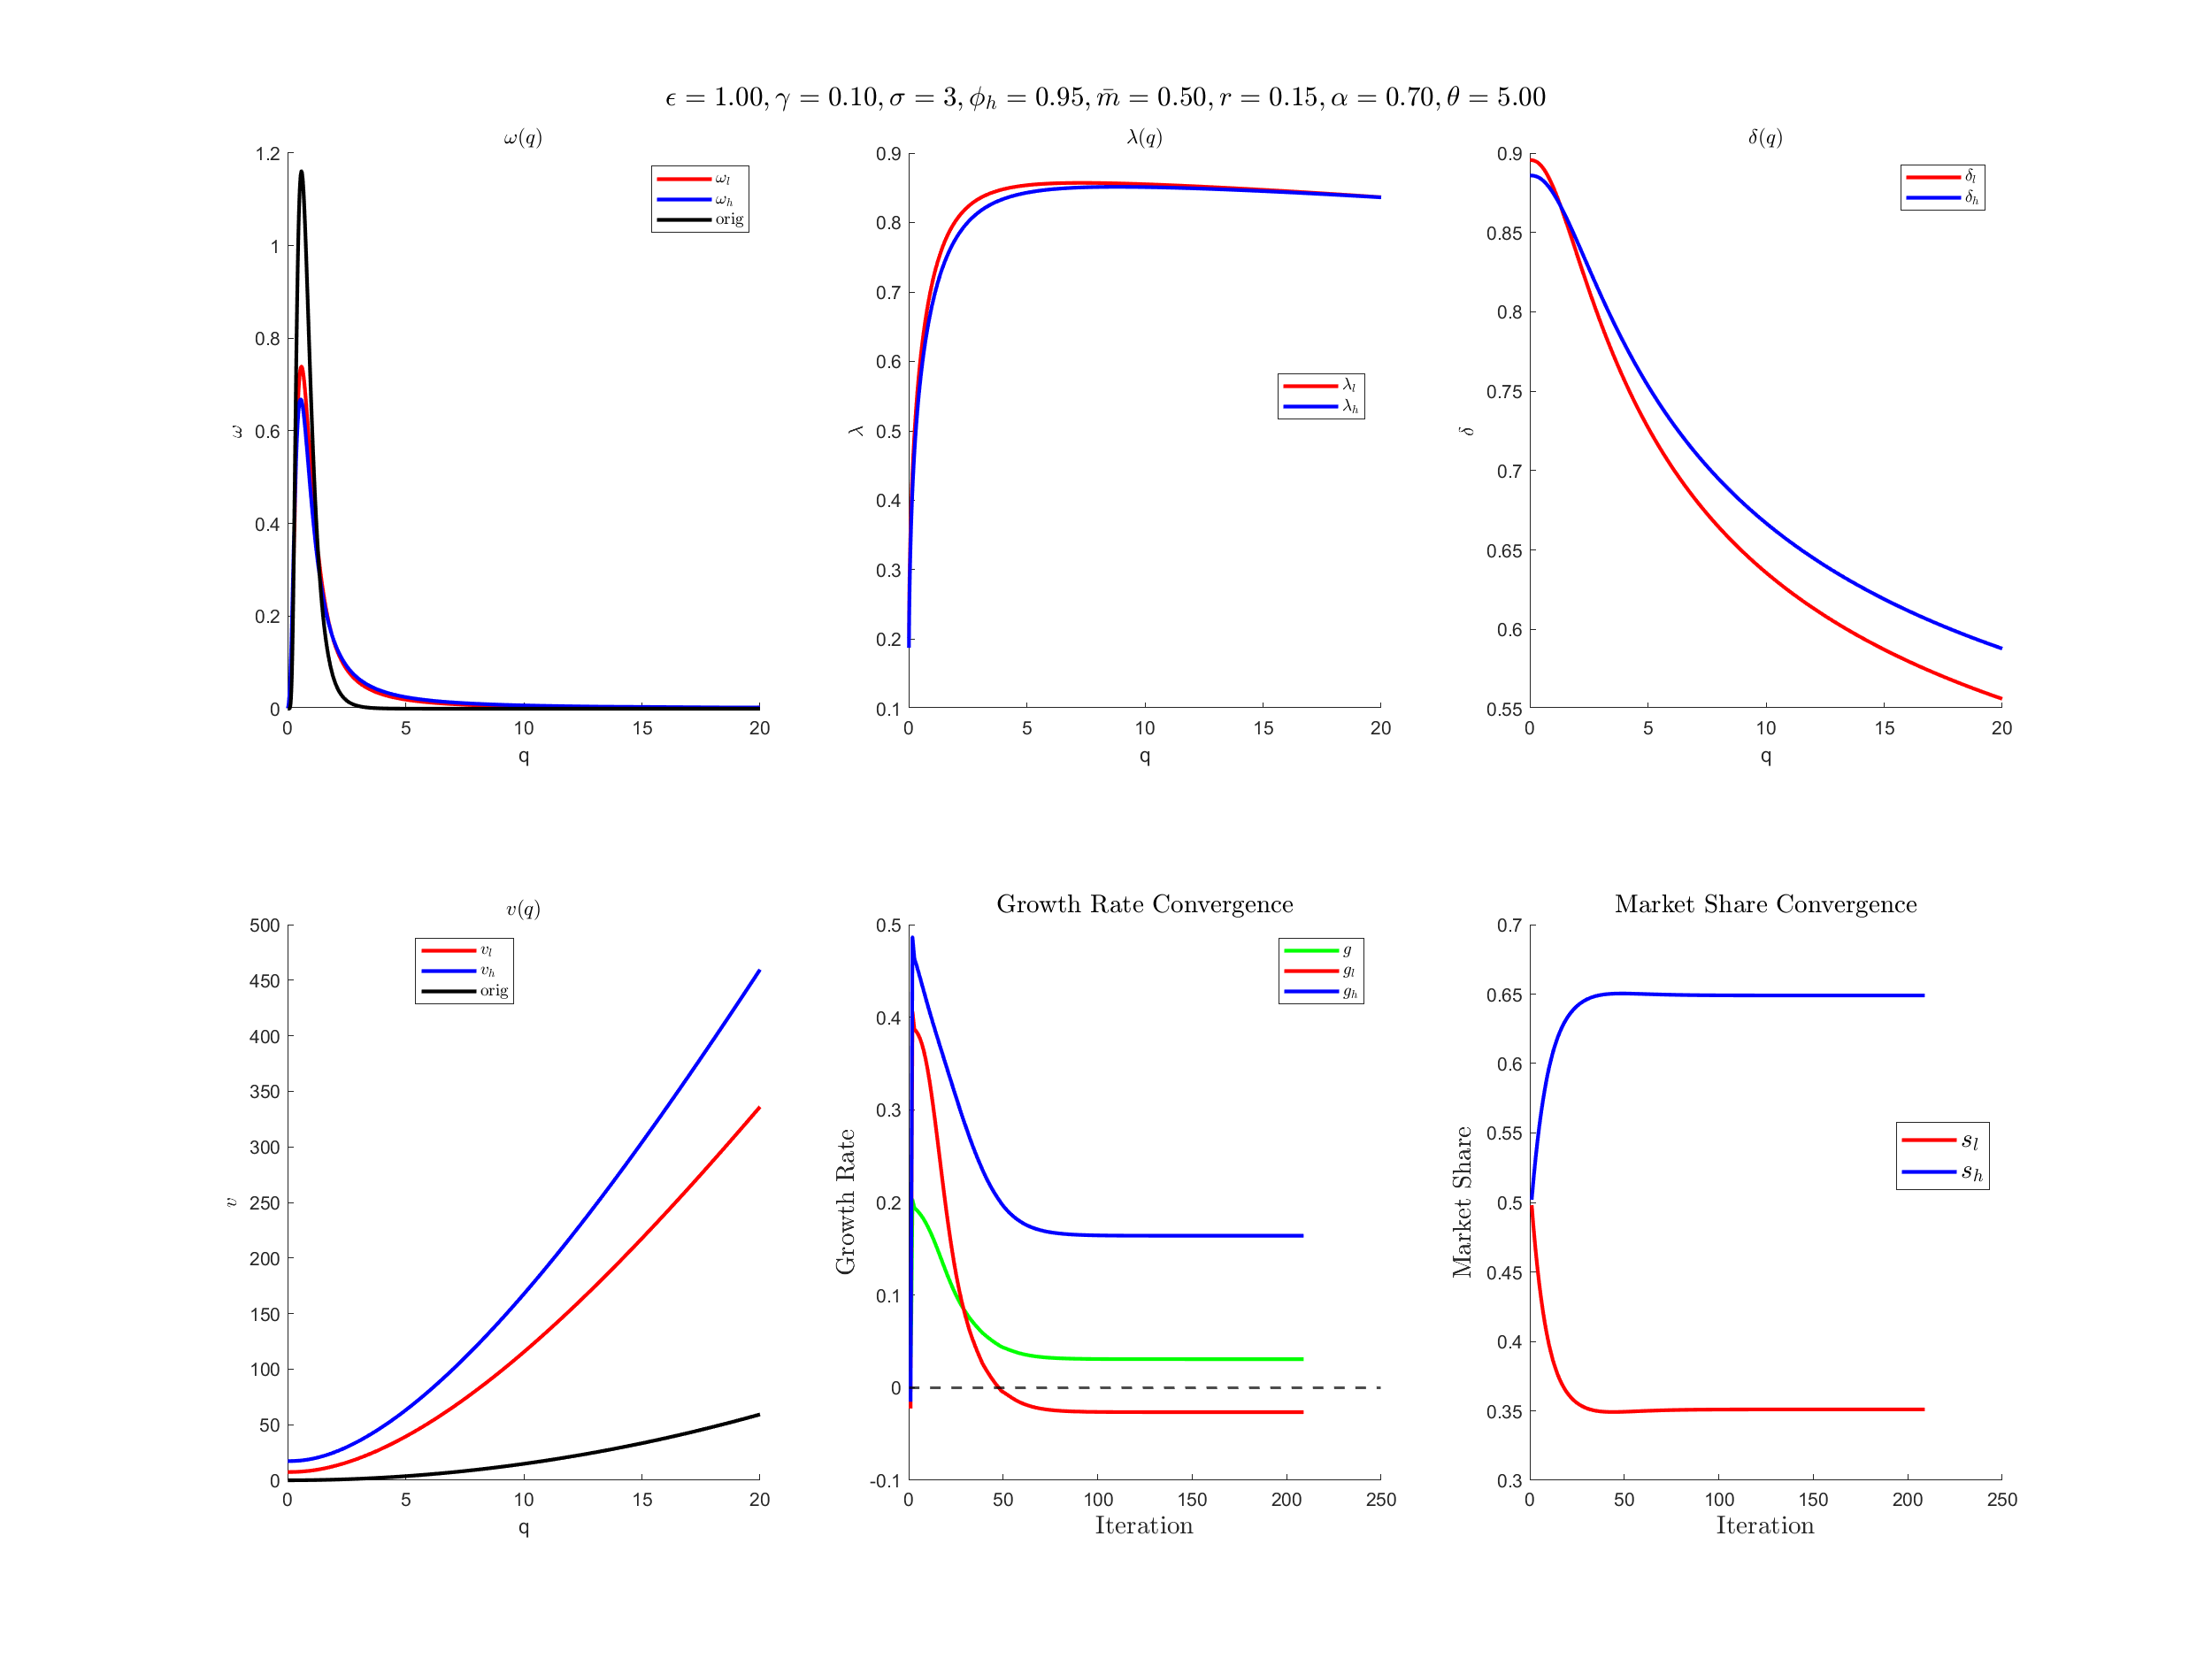 ϵ = 1.00, γ = 0.10, σ = 3, ϕ_h = 0.95, m̄ = 0.50, r = 0.15, α = 0.70, θ = 5.00
ω(q)
1.2
1
0.8
0.6
0.4
0.2
0
ω
0 5 10 15 20
q
ω_l
ω_h
orig
λ(q)
0.9
0.8
0.7
0.6
0.5
0.4
0.3
0.2
0.1
λ
0 5 10 15 20
q
λ_l
λ_h
δ(q)
0.9
0.85
0.8
0.75
0.7
0.65
0.6
0.55
δ
0 5 10 15 20
q
δ_l
δ_h
v(q)
500
450
400
350
300
250
200
150
100
50
0
v
0 5 10 15 20
q
v_l
v_h
orig
Growth Rate Convergence
0.5
0.4
0.3
0.2
0.1
0
-0.1
Growth Rate
0 50 100 150 200 250
Iteration
g
g_l
g_h
Market Share Convergence
0.7
0.65
0.6
0.55
0.5
0.45
0.4
0.35
0.3
Market Share
0 50 100 150 200 250
Iteration
s_l
s_h